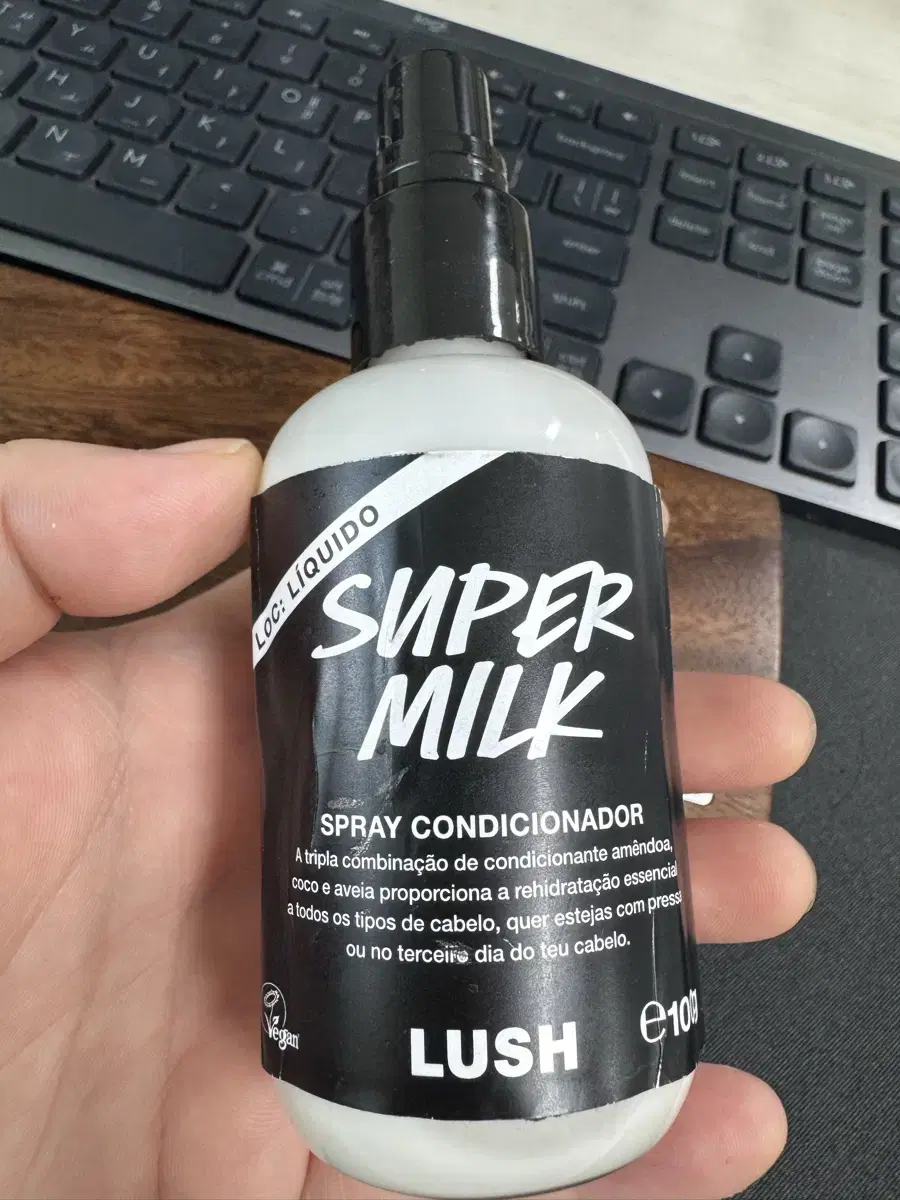 Y
U
I
O
P
H
J
K
L
N
M
LOC: LÍQUIDO
SUPER
MILK
SPRAY CONDICIONADOR
A tripla combinação de condicionante amêndoa,
coco e aveia proporciona a rehidratação essencial
a todos os tipos de cabelo, quer estejas com pressa
ou no terceiro dia do teu cabelo.
Vegan
LUSH